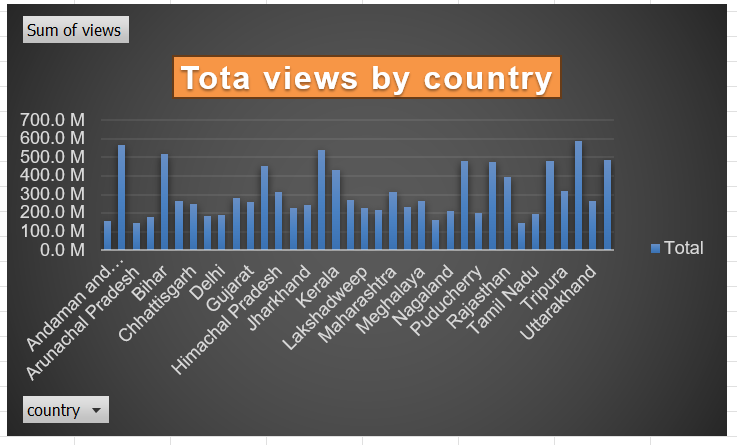 Sum of views
Tota views by country
700.0 M
600.0 M
500.0 M
400.0 M
300.0 M
200.0 M
100.0 M
0.0 M
Andaman and...
Arunachal Pradesh
Bihar
Chhattisgarh
Delhi
Gujarat
Himachal Pradesh
Jharkhand
Kerala
Lakshadweep
Maharashtra
Meghalaya
Nagaland
Puducherry
Rajasthan
Tamil Nadu
Tripura
Uttarakhand
Total
country